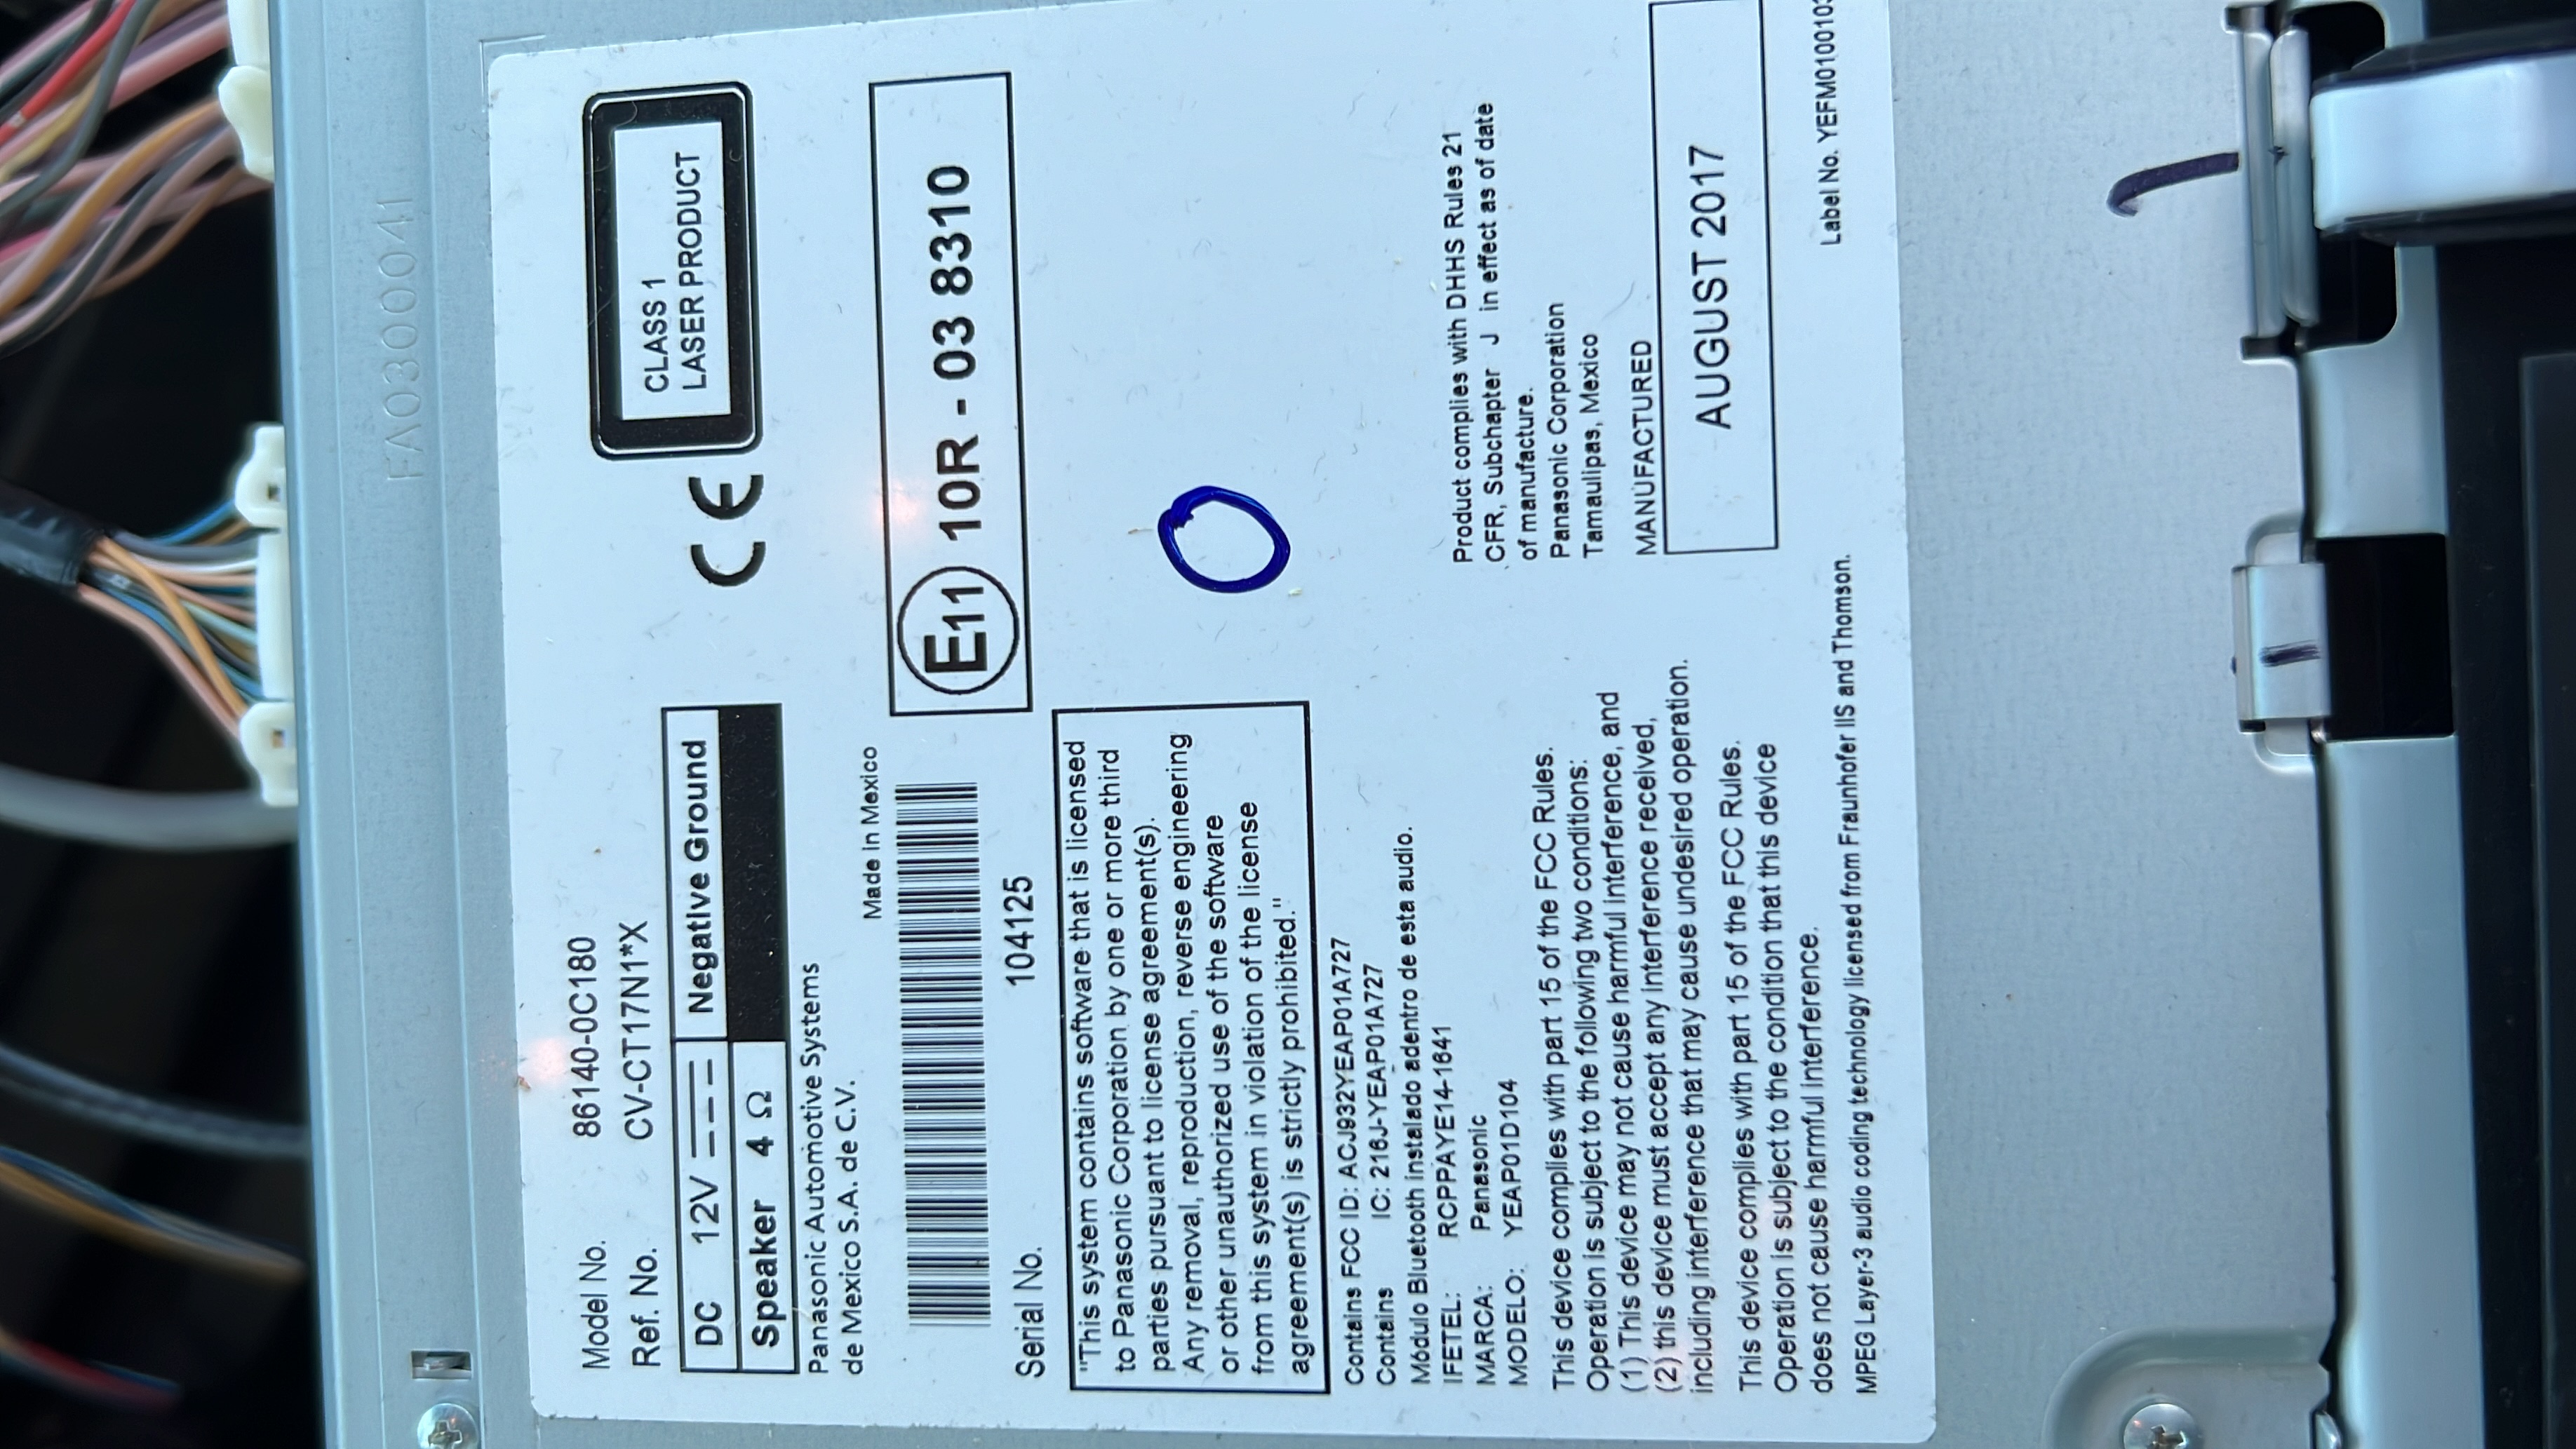 FA030041
Model No. 86140-0C180
Ref. No. CV-CT17N1*X
DC 12V Negative Ground
Speaker 4 Ω
CE
CLASS 1
LASER PRODUCT
Panasonic Automotive Systems
de Mexico S.A. de C.V.
Made in Mexico
E11 10R - 03 8310
Serial No. 104125
"This system contains software that is licensed
to Panasonic Corporation by one or more third
parties pursuant to license agreement(s).
Any removal, reproduction, reverse engineering
or other unauthorized use of the software
from this system in violation of the license
agreement(s) is strictly prohibited."
O
Contains FCC ID: ACJ932YEAP01A727
Contains IC: 216J-YEAP01A727
Módulo Bluetooth instalado adentro de esta audio.
IFETEL: RCPPAYE14-1641
MARCA: Panasonic
MODELO: YEAP01D104
This device complies with part 15 of the FCC Rules.
Operation is subject to the following two conditions:
(1) This device may not cause harmful interference, and
(2) this device must accept any interference received,
including interference that may cause undesired operation.
This device complies with part 15 of the FCC Rules.
Operation is subject to the condition that this device
does not cause harmful interference.
MPEG Layer-3 audio coding technology licensed from Fraunhofer IIS and Thomson.
Product complies with DHHS Rules 21
CFR, Subchapter J in effect as of date
of manufacture.
Panasonic Corporation
Tamaulipas, Mexico
MANUFACTURED
AUGUST 2017
Label No.